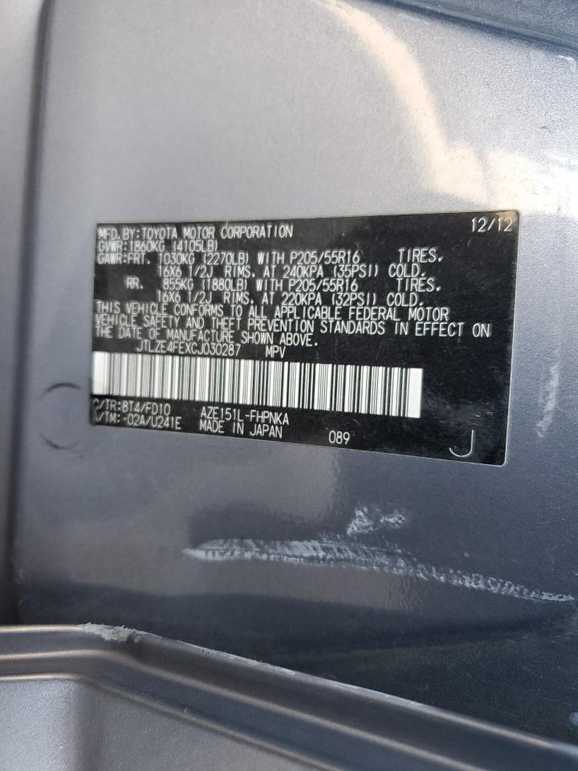 MFD.BY:TOYOTA MOTOR CORPORATION 12/12
GVWR:1860KG (4105LB)
GAWR:FRT. 1030KG (2270LB) WITH P205/55R16 TIRES.
16X6 1/2J RIMS. AT 240KPA (35PSI) COLD.
RR. 855KG (1880LB) WITH P205/55R16 TIRES.
16X6 1/2J RIMS. AT 220KPA (32PSI) COLD.
THIS VEHICLE CONFORMS TO ALL APPLICABLE FEDERAL MOTOR
VEHICLE SAFETY AND THEFT PREVENTION STANDARDS IN EFFECT ON
THE DATE OF MANUFACTURE SHOWN ABOVE.
JTLZE4FEXCJ030287 MPV
C/TR:8T4/FD10 AZE151L-FHPNKA
A/TM:-02A/U241E MADE IN JAPAN 089 J